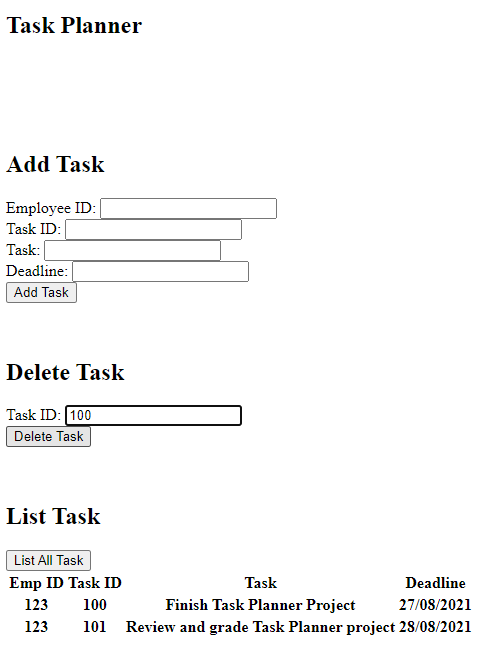 Task Planner
Add Task
Employee ID:
Task ID:
Task:
Deadline:
Add Task
Delete Task
Task ID: 100
Delete Task
List Task
List All Task
Emp ID Task ID Task Deadline
123 100 Finish Task Planner Project 27/08/2021
123 101 Review and grade Task Planner project 28/08/2021